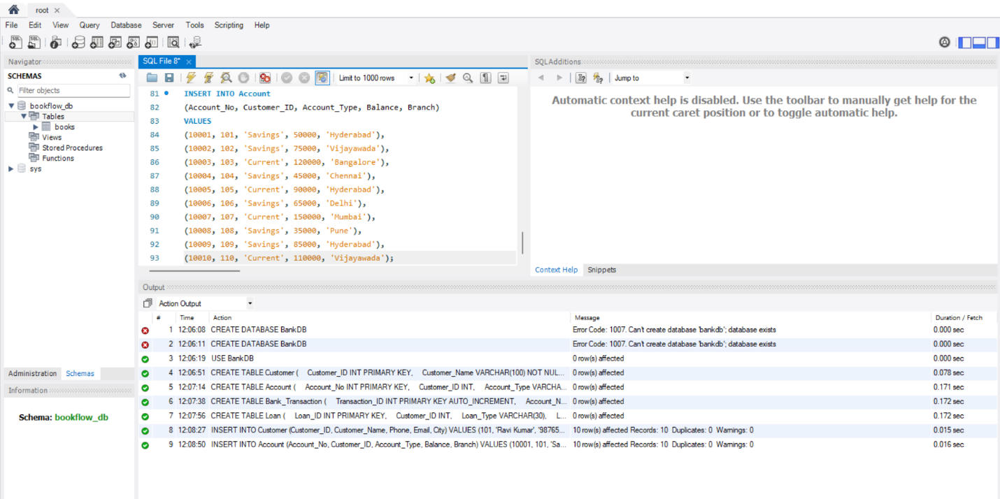 root ×
File Edit View Query Database Server Tools Scripting Help
Navigator
SCHEMAS
Filter objects
bookflow_db
Tables
books
Views
Stored Procedures
Functions
sys
Administration Schemas
Information
Schema: bookflow_db
SQL File 8* ×
Limit to 1000 rows
81 INSERT INTO Account
82 (Account_No, Customer_ID, Account_Type, Balance, Branch)
83 VALUES
84 (10001, 101, 'Savings', 50000, 'Hyderabad'),
85 (10002, 102, 'Savings', 75000, 'Vijayawada'),
86 (10003, 103, 'Current', 120000, 'Bangalore'),
87 (10004, 104, 'Savings', 45000, 'Chennai'),
88 (10005, 105, 'Current', 90000, 'Hyderabad'),
89 (10006, 106, 'Savings', 65000, 'Delhi'),
90 (10007, 107, 'Current', 150000, 'Mumbai'),
91 (10008, 108, 'Savings', 35000, 'Pune'),
92 (10009, 109, 'Savings', 85000, 'Hyderabad'),
93 (10010, 110, 'Current', 110000, 'Vijayawada');
SQLAdditions
Jump to
Automatic context help is disabled. Use the toolbar to manually get help for the
current caret position or to toggle automatic help.
Context Help Snippets
Output
Action Output
# Time Action Message Duration / Fetch
1 12:06:08 CREATE DATABASE BankDB Error Code: 1007. Can't create database 'bankdb'; database exists 0.000 sec
2 12:06:11 CREATE DATABASE BankDB Error Code: 1007. Can't create database 'bankdb'; database exists 0.000 sec
3 12:06:19 USE BankDB 0 row(s) affected 0.000 sec
4 12:06:51 CREATE TABLE Customer ( Customer_ID INT PRIMARY KEY, Customer_Name VARCHAR(100) NOT NUL... 0 row(s) affected 0.078 sec
5 12:07:14 CREATE TABLE Account ( Account_No INT PRIMARY KEY, Customer_ID INT, Account_Type VARCHA... 0 row(s) affected 0.171 sec
6 12:07:38 CREATE TABLE Bank_Transaction ( Transaction_ID INT PRIMARY KEY AUTO_INCREMENT, Account_N... 0 row(s) affected 0.172 sec
7 12:07:56 CREATE TABLE Loan ( Loan_ID INT PRIMARY KEY, Customer_ID INT, Loan_Type VARCHAR(30), L... 0 row(s) affected 0.172 sec
8 12:08:27 INSERT INTO Customer (Customer_ID, Customer_Name, Phone, Email, City) VALUES (101, 'Ravi Kumar', '98765... 10 row(s) affected Records: 10 Duplicates: 0 Warnings: 0 0.015 sec
9 12:08:50 INSERT INTO Account (Account_No, Customer_ID, Account_Type, Balance, Branch) VALUES (10001, 101, 'Sa... 10 row(s) affected Records: 10 Duplicates: 0 Warnings: 0 0.016 sec